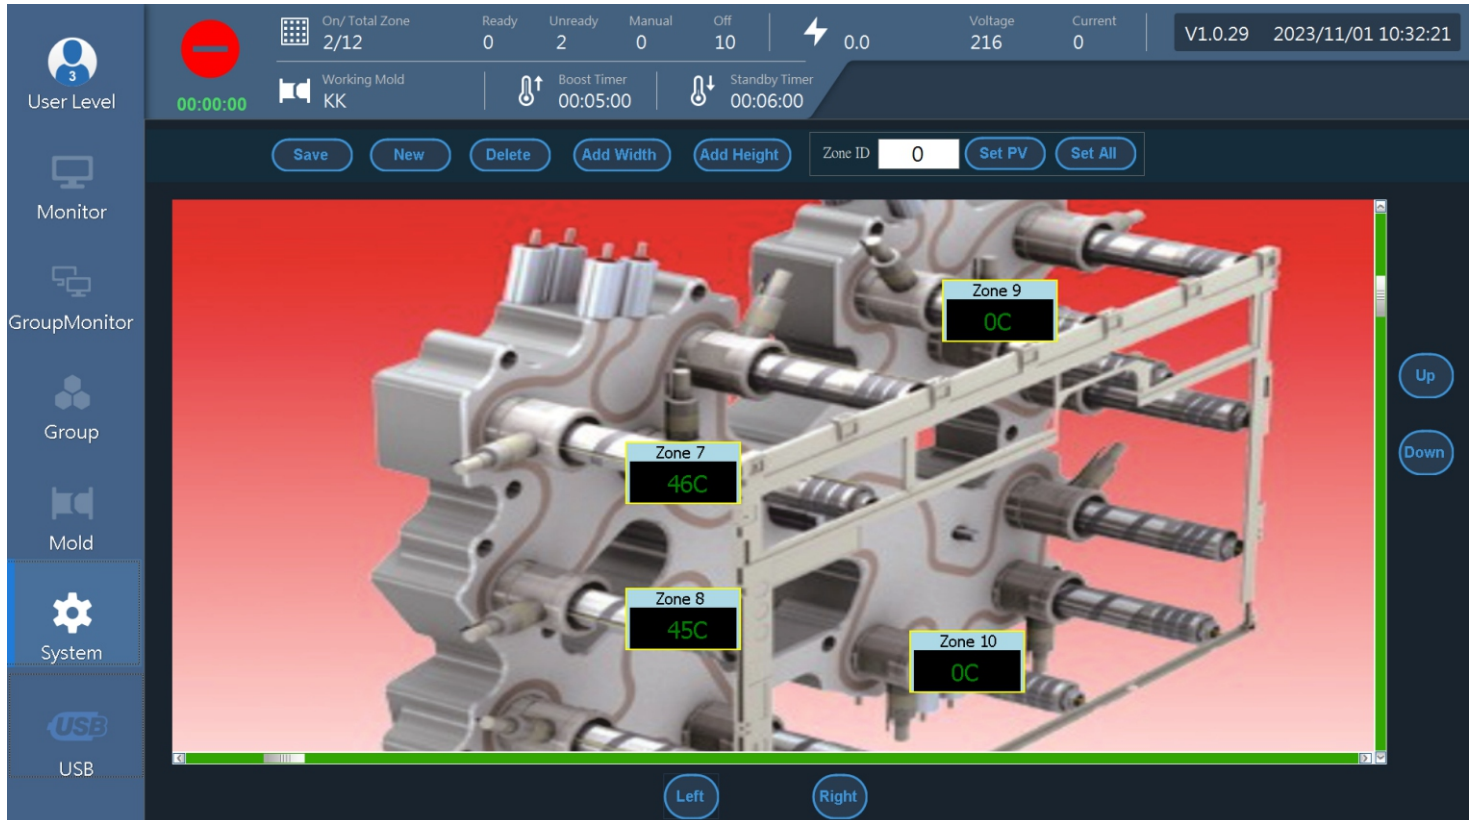 On/ Total Zone Ready Unready Manual Off Voltage Current
2/12 0 2 0 10 0.0 216 0
V1.0.29 2023/11/01 10:32:21
3
User Level
00:00:00
Working Mold Boost Timer Standby Timer
KK 00:05:00 00:06:00
Save New Delete Add Width Add Height Zone ID 0 Set PV Set All
Monitor
GroupMonitor
Group
Mold
System
USB
USB
Zone 9
0C
Zone 7
46C
Zone 8
45C
Zone 10
0C
Up
Down
Left Right